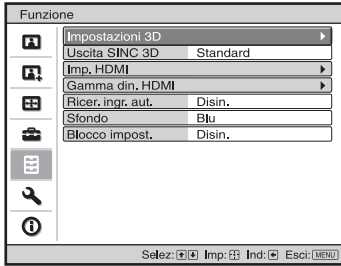 Funzione
Impostazioni 3D
Uscita SINC 3D Standard
Imp. HDMI
Gamma din. HDMI
Ricer. ingr. aut. Disin.
Sfondo Blu
Blocco impost. Disin.
Selez: Imp: Ind: Esci: MENU